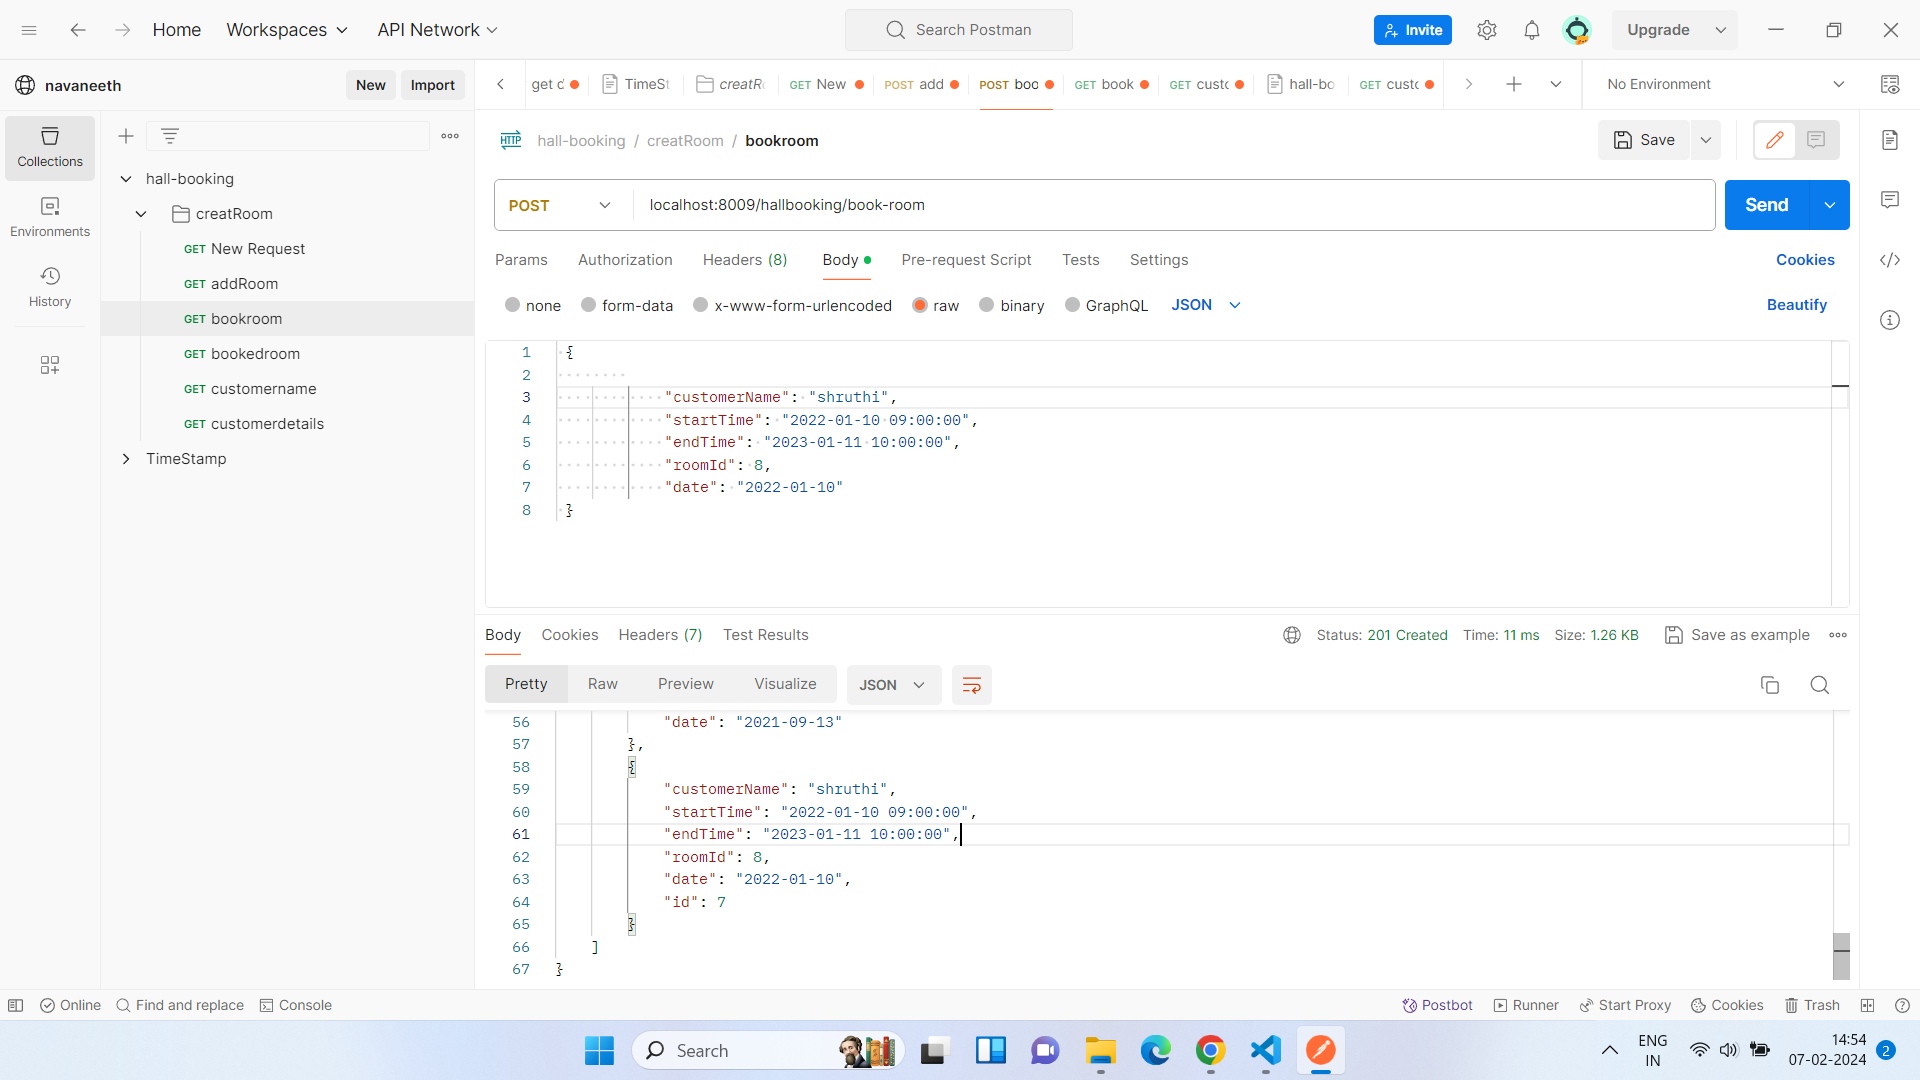 Home
Workspaces
API Network
Search Postman
Invite
Upgrade
navaneeth
New
Import
get
TimeSt
creatR
GET New
POST add
POST boo
GET book
GET custo
hall-bo
GET custo
No Environment
Collections
Environments
History
hall-booking
creatRoom
GET New Request
GET addRoom
GET bookroom
GET bookedroom
GET customername
GET customerdetails
TimeStamp
HTTP hall-booking / creatRoom / bookroom
Save
POST
localhost:8009/hallbooking/book-room
Send
Params
Authorization
Headers (8)
Body
Pre-request Script
Tests
Settings
Cookies
none
form-data
x-www-form-urlencoded
raw
binary
GraphQL
JSON
Beautify
1 {
2
3 "customerName": "shruthi",
4 "startTime": "2022-01-10 09:00:00",
5 "endTime": "2023-01-11 10:00:00",
6 "roomId": 8,
7 "date": "2022-01-10"
8 }
Body
Cookies
Headers (7)
Test Results
Status: 201 Created
Time: 11 ms
Size: 1.26 KB
Save as example
Pretty
Raw
Preview
Visualize
JSON
56 "date": "2021-09-13"
57 },
58 {
59 "customerName": "shruthi",
60 "startTime": "2022-01-10 09:00:00",
61 "endTime": "2023-01-11 10:00:00",
62 "roomId": 8,
63 "date": "2022-01-10",
64 "id": 7
65 }
66 ]
67 }
Online
Find and replace
Console
Postbot
Runner
Start Proxy
Cookies
Trash
Search
ENG
IN
14:54
07-02-2024
2